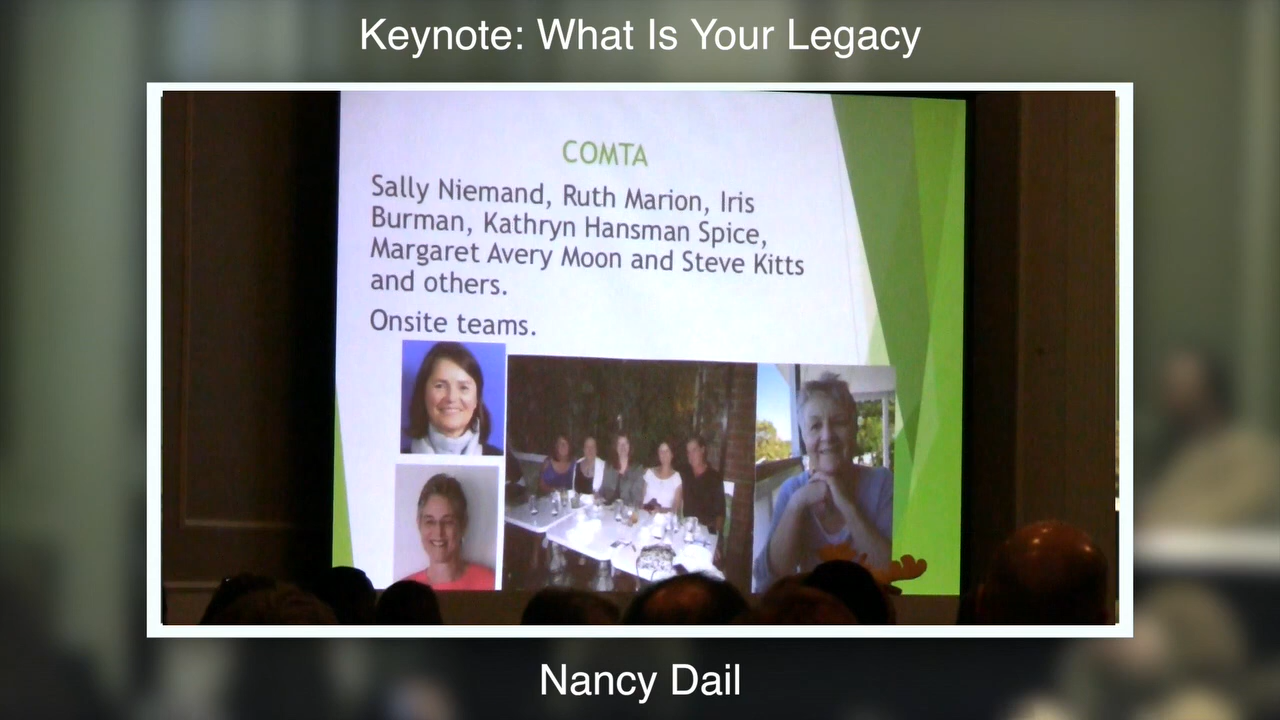 Keynote: What Is Your Legacy
COMTA
Sally Niemand, Ruth Marion, Iris
Burman, Kathryn Hansman Spice,
Margaret Avery Moon and Steve Kitts
and others.
Onsite teams.
Nancy Dail